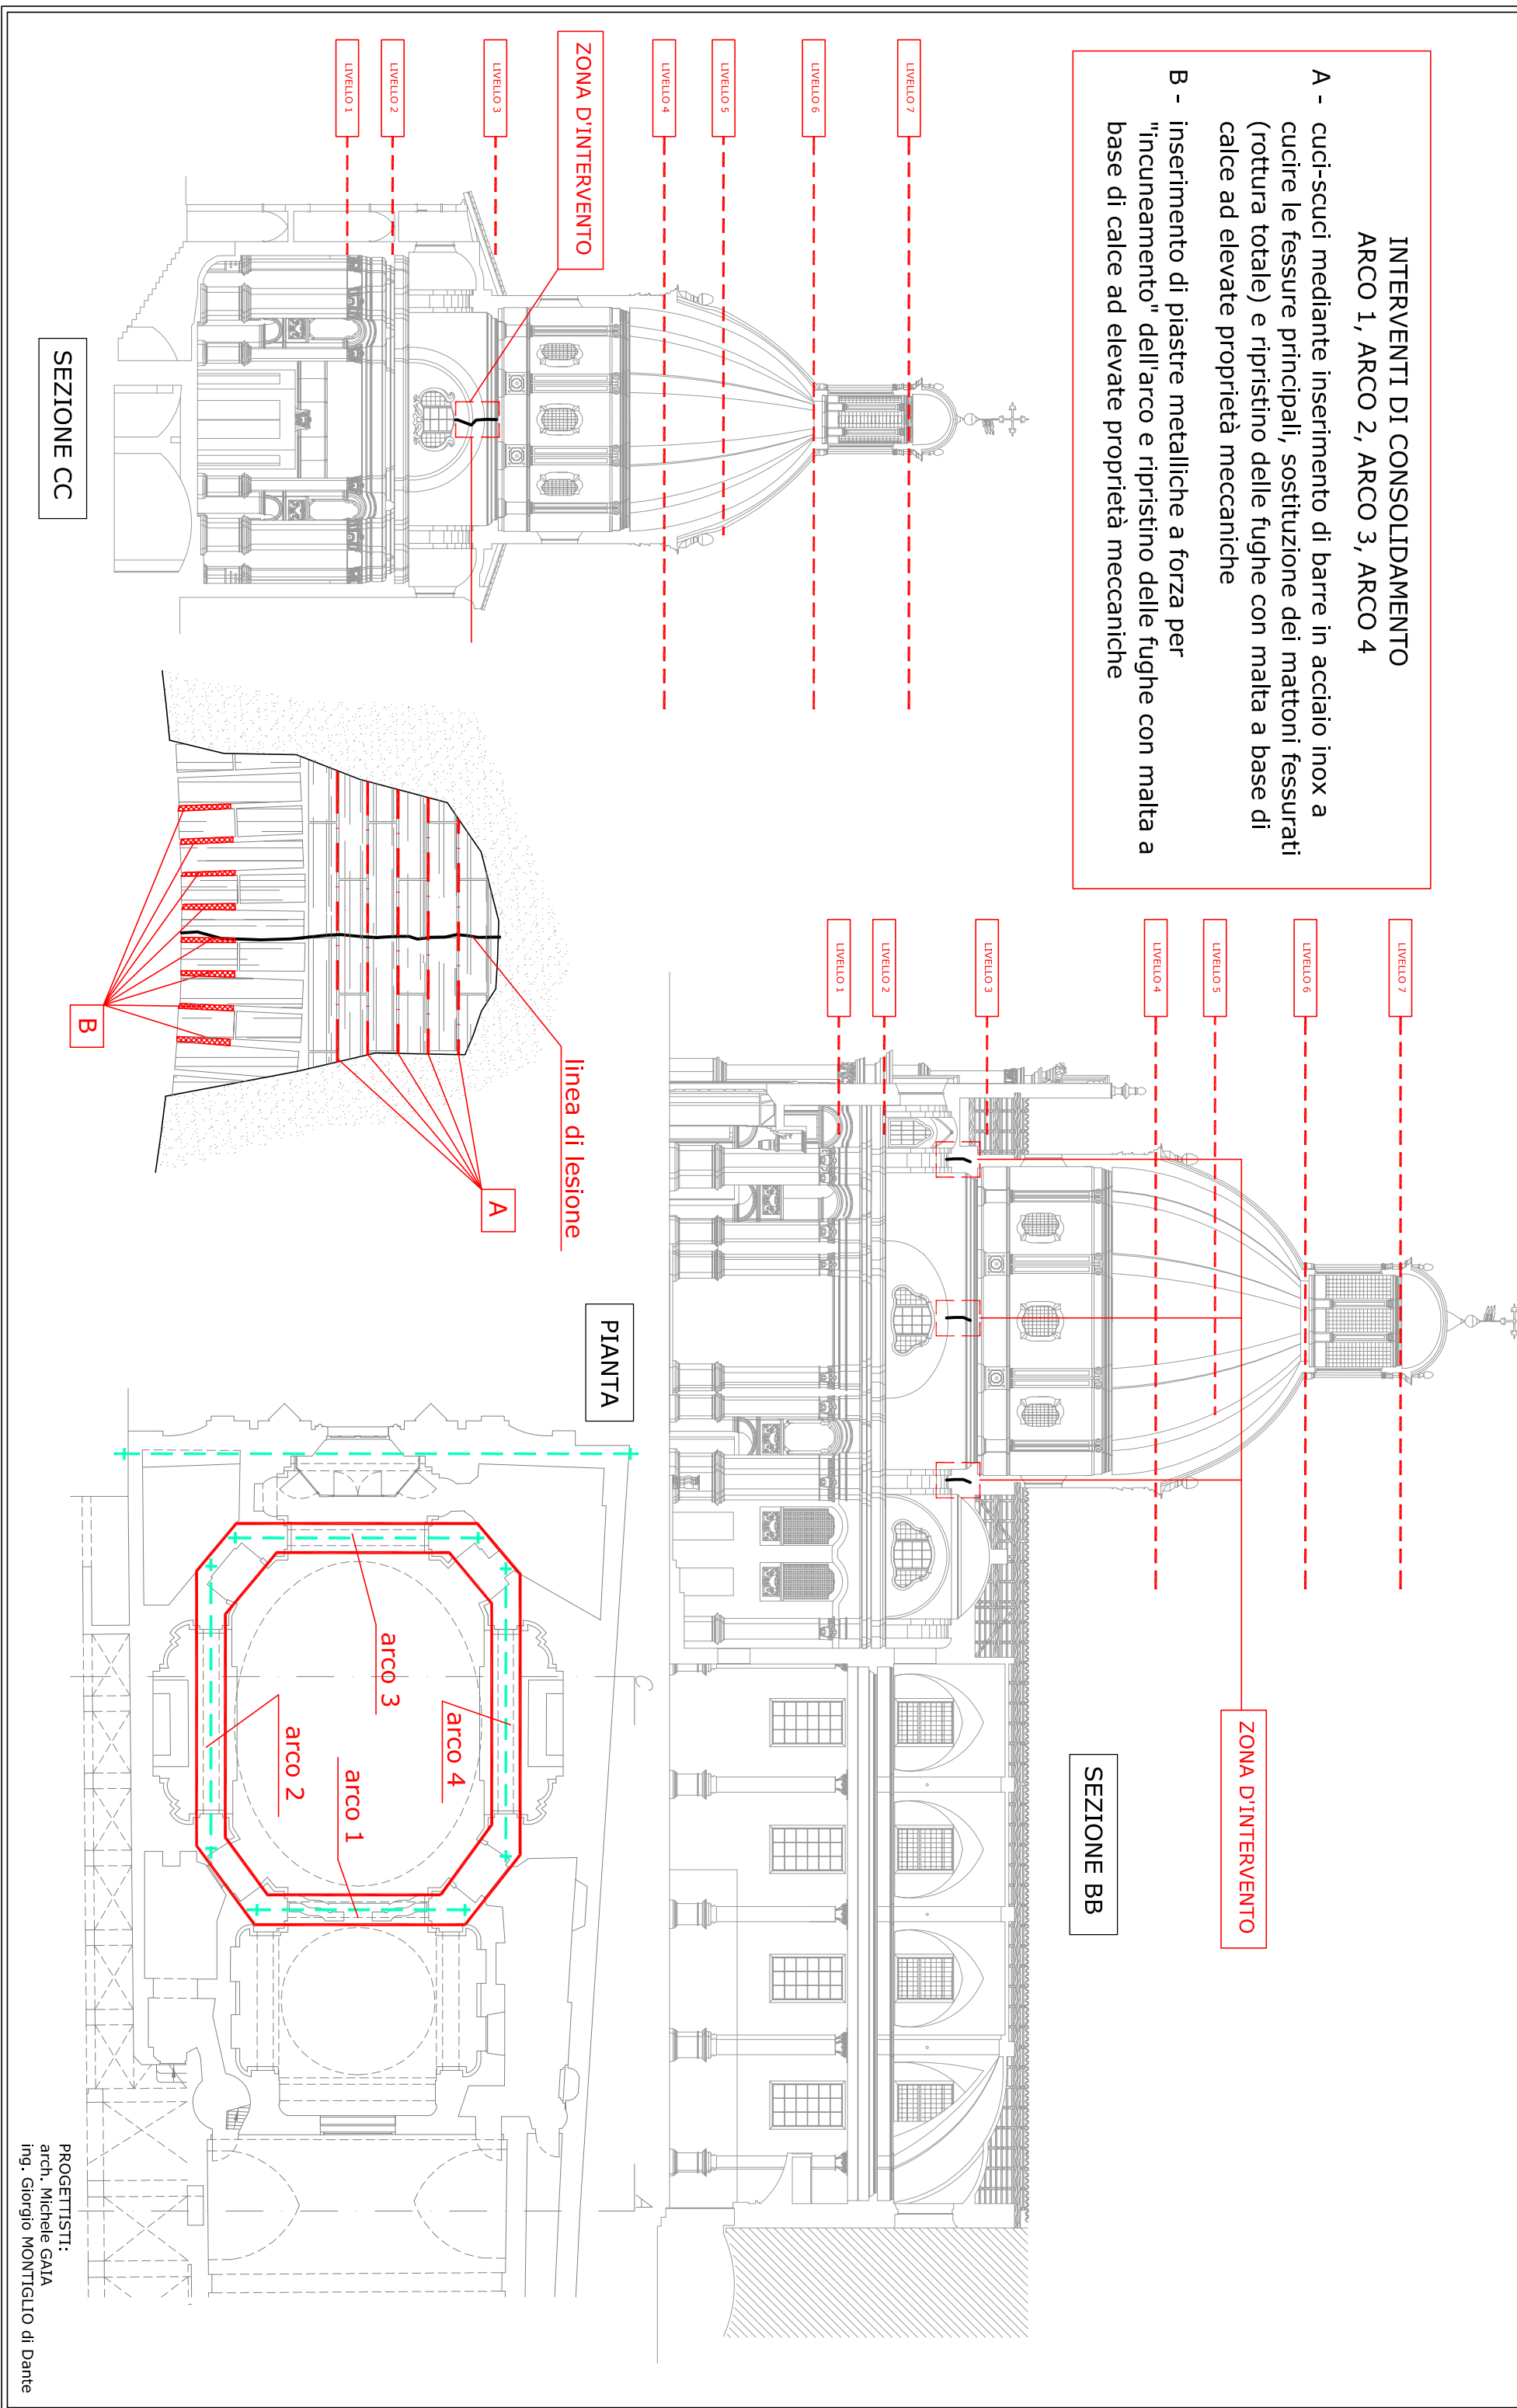 INTERVENTI DI CONSOLIDAMENTO
ARCO 1, ARCO 2, ARCO 3, ARCO 4
A - cuci-scuci mediante inserimento di barre in acciaio inox a
cucire le fessure principali, sostituzione dei mattoni fessurati
(rottura totale) e ripristino delle fughe con malta a base di
calce ad elevate proprietà meccaniche
B - inserimento di piastre metalliche a forza per
"incuneamento" dell'arco e ripristino delle fughe con malta a
base di calce ad elevate proprietà meccaniche
LIVELLO 7
LIVELLO 6
LIVELLO 5
LIVELLO 4
LIVELLO 3
LIVELLO 2
LIVELLO 1
ZONA D'INTERVENTO
SEZIONE CC
LIVELLO 7
LIVELLO 6
LIVELLO 5
LIVELLO 4
LIVELLO 3
LIVELLO 2
LIVELLO 1
ZONA D'INTERVENTO
SEZIONE BB
linea di lesione
A
B
PIANTA
arco 4
arco 3
arco 1
arco 2
C
A
PROGETTISTI:
arch. Michele GAIA
ing. Giorgio MONTIGLIO di Dante